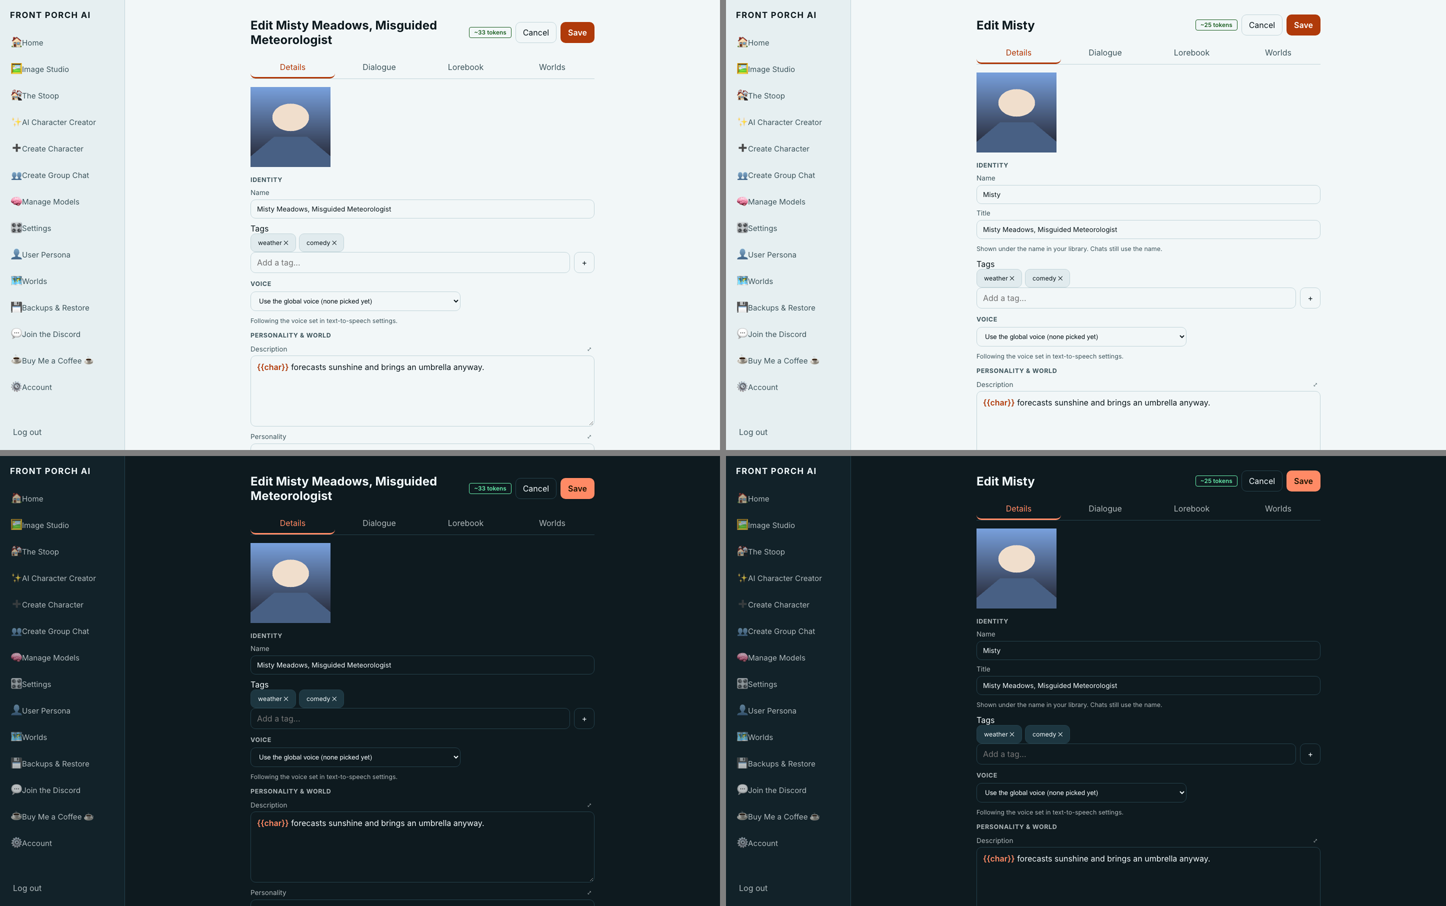 FRONT PORCH AI
Home
Image Studio
The Stoop
AI Character Creator
Create Character
Create Group Chat
Manage Models
Settings
User Persona
Worlds
Backups & Restore
Join the Discord
Buy Me a Coffee ☕
Account
Log out
Edit Misty Meadows, Misguided
Meteorologist
~33 tokens
Cancel
Save
Details
Dialogue
Lorebook
Worlds
IDENTITY
Name
Misty Meadows, Misguided Meteorologist
Tags
weather ✕
comedy ✕
Add a tag...
+
VOICE
Use the global voice (none picked yet)
Following the voice set in text-to-speech settings.
PERSONALITY & WORLD
Description
{{char}} forecasts sunshine and brings an umbrella anyway.
Personality
FRONT PORCH AI
Home
Image Studio
The Stoop
AI Character Creator
Create Character
Create Group Chat
Manage Models
Settings
User Persona
Worlds
Backups & Restore
Join the Discord
Buy Me a Coffee ☕
Account
Log out
Edit Misty
~25 tokens
Cancel
Save
Details
Dialogue
Lorebook
Worlds
IDENTITY
Name
Misty
Title
Misty Meadows, Misguided Meteorologist
Shown under the name in your library. Chats still use the name.
Tags
weather ✕
comedy ✕
Add a tag...
+
VOICE
Use the global voice (none picked yet)
Following the voice set in text-to-speech settings.
PERSONALITY & WORLD
Description
{{char}} forecasts sunshine and brings an umbrella anyway.
FRONT PORCH AI
Home
Image Studio
The Stoop
AI Character Creator
Create Character
Create Group Chat
Manage Models
Settings
User Persona
Worlds
Backups & Restore
Join the Discord
Buy Me a Coffee ☕
Account
Log out
Edit Misty Meadows, Misguided
Meteorologist
~33 tokens
Cancel
Save
Details
Dialogue
Lorebook
Worlds
IDENTITY
Name
Misty Meadows, Misguided Meteorologist
Tags
weather ✕
comedy ✕
Add a tag...
+
VOICE
Use the global voice (none picked yet)
Following the voice set in text-to-speech settings.
PERSONALITY & WORLD
Description
{{char}} forecasts sunshine and brings an umbrella anyway.
Personality
FRONT PORCH AI
Home
Image Studio
The Stoop
AI Character Creator
Create Character
Create Group Chat
Manage Models
Settings
User Persona
Worlds
Backups & Restore
Join the Discord
Buy Me a Coffee ☕
Account
Log out
Edit Misty
~25 tokens
Cancel
Save
Details
Dialogue
Lorebook
Worlds
IDENTITY
Name
Misty
Title
Misty Meadows, Misguided Meteorologist
Shown under the name in your library. Chats still use the name.
Tags
weather ✕
comedy ✕
Add a tag...
+
VOICE
Use the global voice (none picked yet)
Following the voice set in text-to-speech settings.
PERSONALITY & WORLD
Description
{{char}} forecasts sunshine and brings an umbrella anyway.